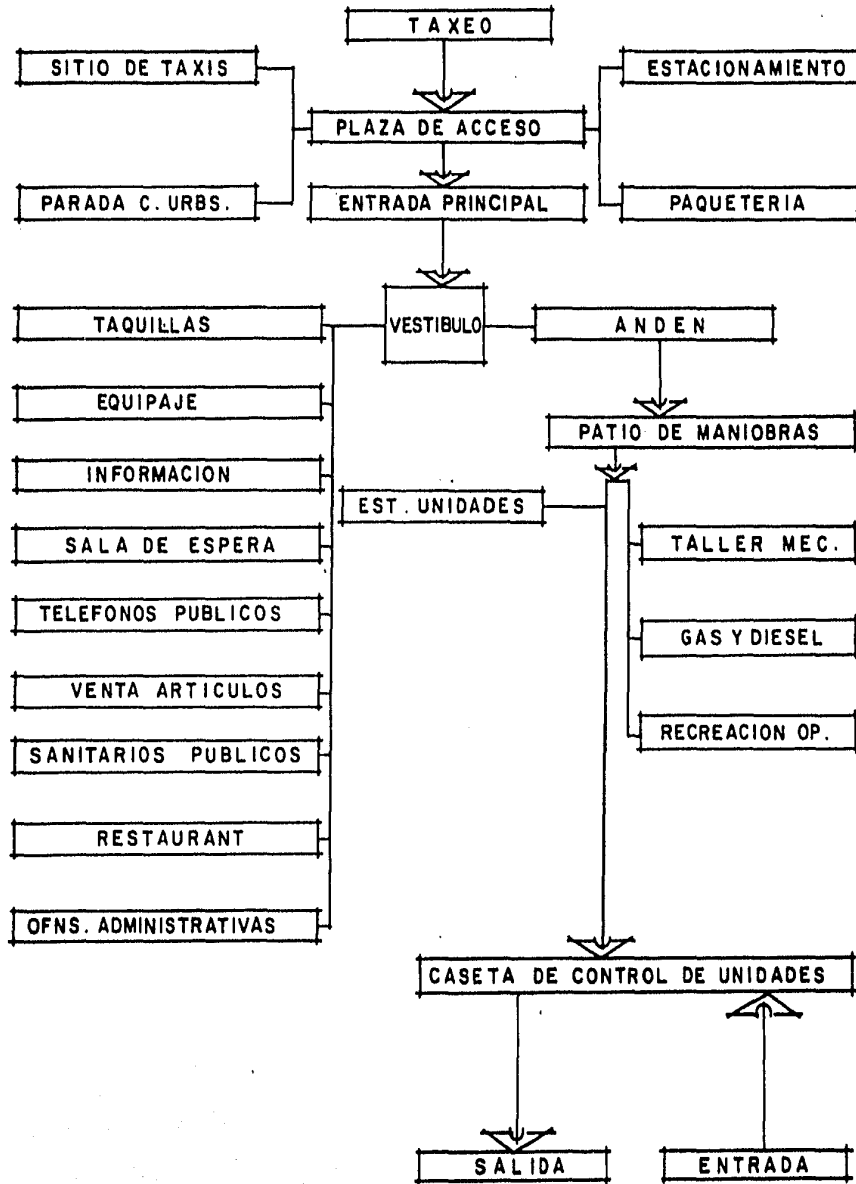 TAXEO
SITIO DE TAXIS
ESTACIONAMIENTO
PLAZA DE ACCESO
PARADA C. URBS.
ENTRADA PRINCIPAL
PAQUETERIA
TAQUILLAS
VESTIBULO
ANDEN
EQUIPAJE
PATIO DE MANIOBRAS
INFORMACION
EST. UNIDADES
SALA DE ESPERA
TALLER MEC.
TELEFONOS PUBLICOS
GAS Y DIESEL
VENTA ARTICULOS
RECREACION OP.
SANITARIOS PUBLICOS
RESTAURANT
OFNS. ADMINISTRATIVAS
CASETA DE CONTROL DE UNIDADES
SALIDA
ENTRADA